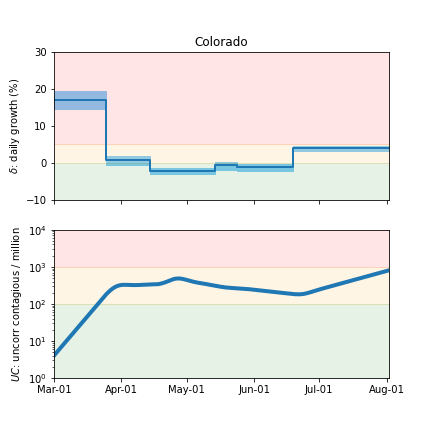 Colorado
δ: daily growth (%)
30
20
10
0
−10
UC: uncorr contagious / million
10⁴
10³
10²
10¹
10⁰
Mar-01 Apr-01 May-01 Jun-01 Jul-01 Aug-01